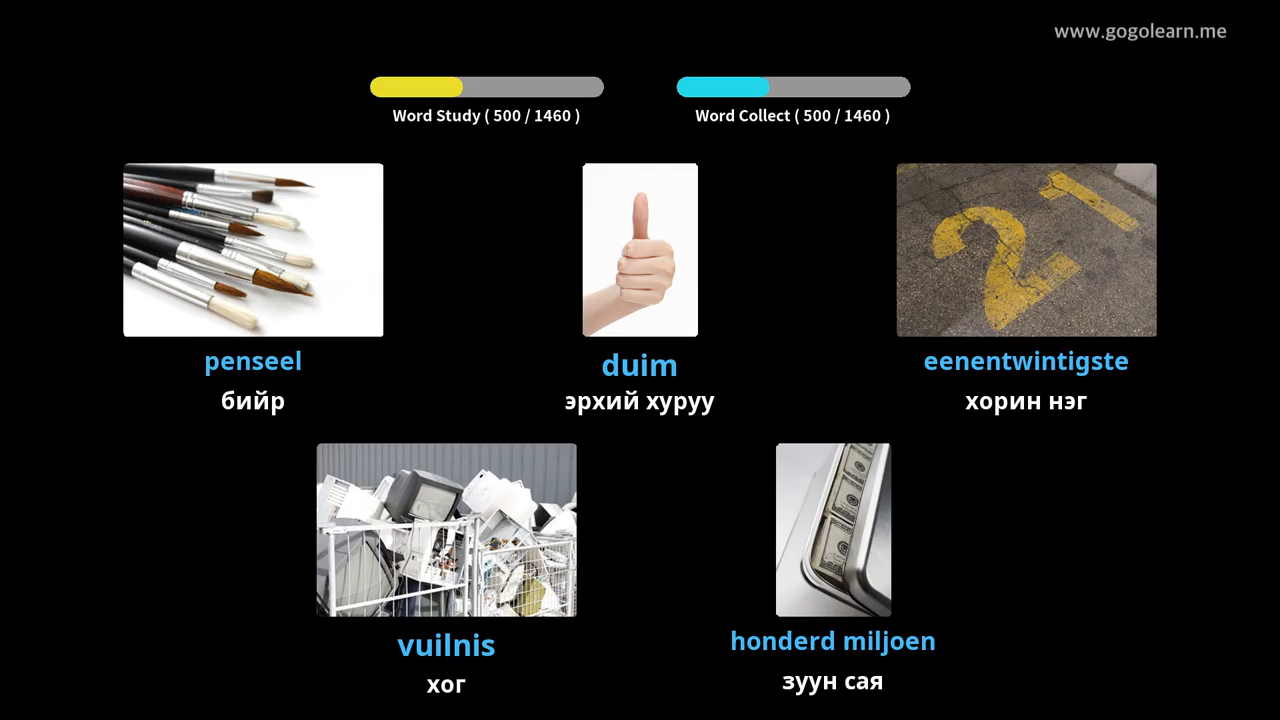 www.gogolearn.me
Word Study ( 500 / 1460 )
Word Collect ( 500 / 1460 )
21
penseel
duim
eenentwintigste
бийр
эрхий хуруу
хорин нэг
vuilnis
honderd miljoen
хог
зуун сая